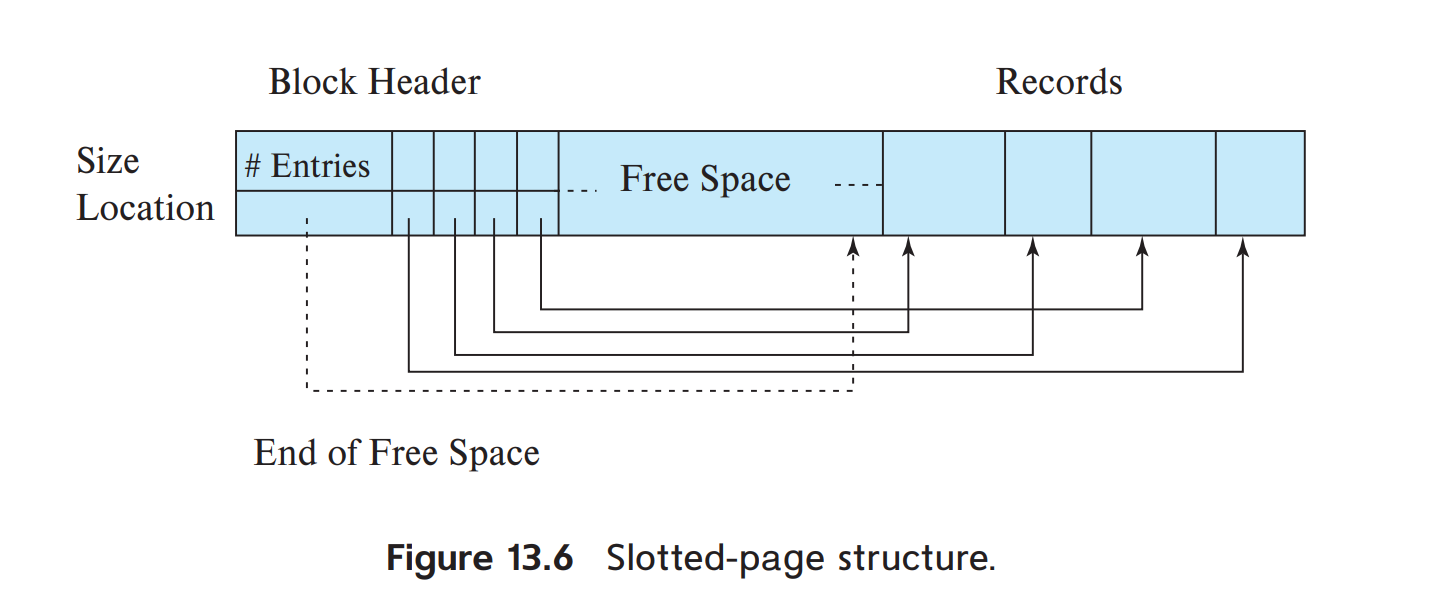 Block Header
Records
Size
# Entries
Free Space
Location
End of Free Space
Figure 13.6 Slotted-page structure.